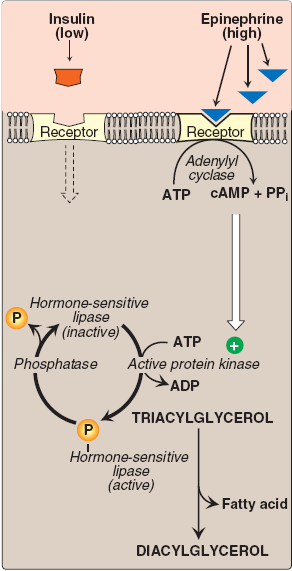 Insulin
(low)
Epinephrine
(high)
Receptor
Receptor
Adenylyl
cyclase
ATP
cAMP + PPi
Hormone-sensitive
lipase
(inactive)
P
ATP
+
Phosphatase
Active protein kinase
ADP
P
TRIACYLGLYCEROL
Hormone-sensitive
lipase
(active)
Fatty acid
DIACYLGLYCEROL